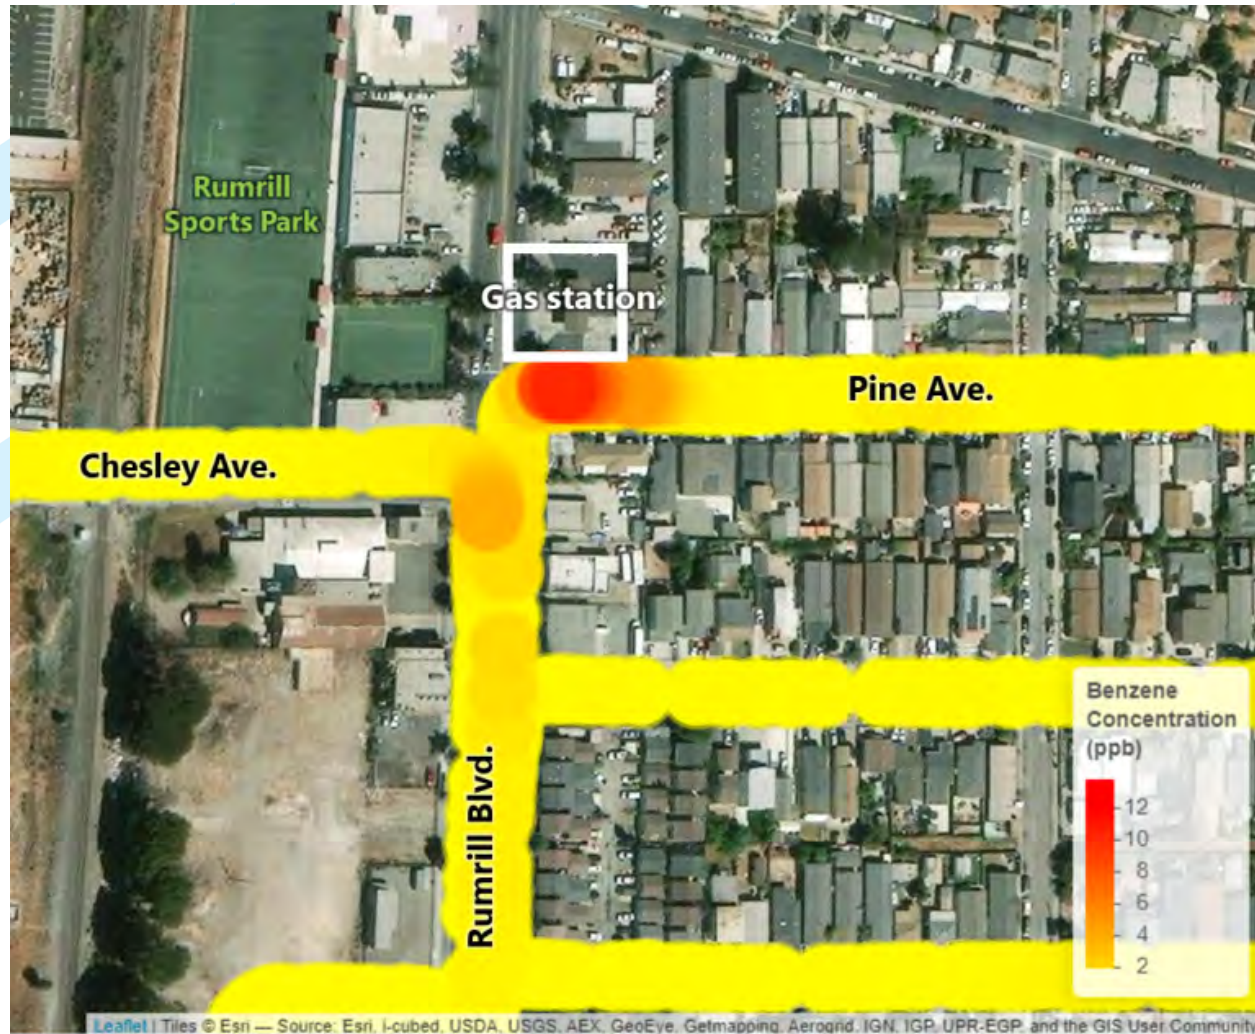 Rumrill
Sports Park
Gas station
Pine Ave.
Chesley Ave.
Rumrill Blvd.
Benzene
Concentration
(ppb)
12
10
8
6
4
2
Leaflet | Tiles © Esri — Source: Esri, i-cubed, USDA, USGS, AEX, GeoEye, Getmapping, Aerogrid, IGN, IGP, UPR-EGP, and the GIS User Communit